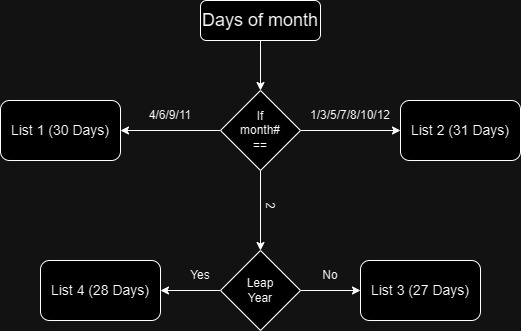 Days of month
4/6/9/11
If
month#
==
1/3/5/7/8/10/12
List 1 (30 Days)
List 2 (31 Days)
2
Yes
Leap
Year
No
List 4 (28 Days)
List 3 (27 Days)